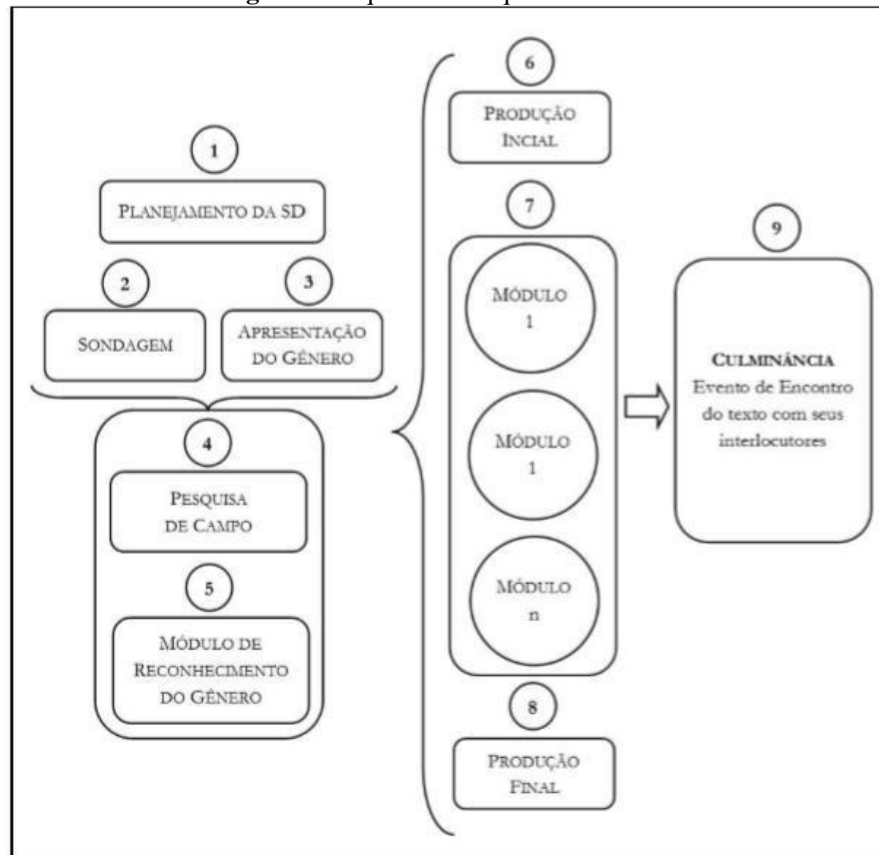 1
PLANEJAMENTO DA SD
2
SONDAGEM
3
APRESENTAÇÃO
DO GÊNERO
4
PESQUISA
DE CAMPO
5
MÓDULO DE
RECONHECIMENTO
DO GÊNERO
6
PRODUÇÃO
INCIAL
7
MÓDULO
1
MÓDULO
1
MÓDULO
n
8
PRODUÇÃO
FINAL
9
CULMINÂNCIA
Evento de Encontro
do texto com seus
interlocutores